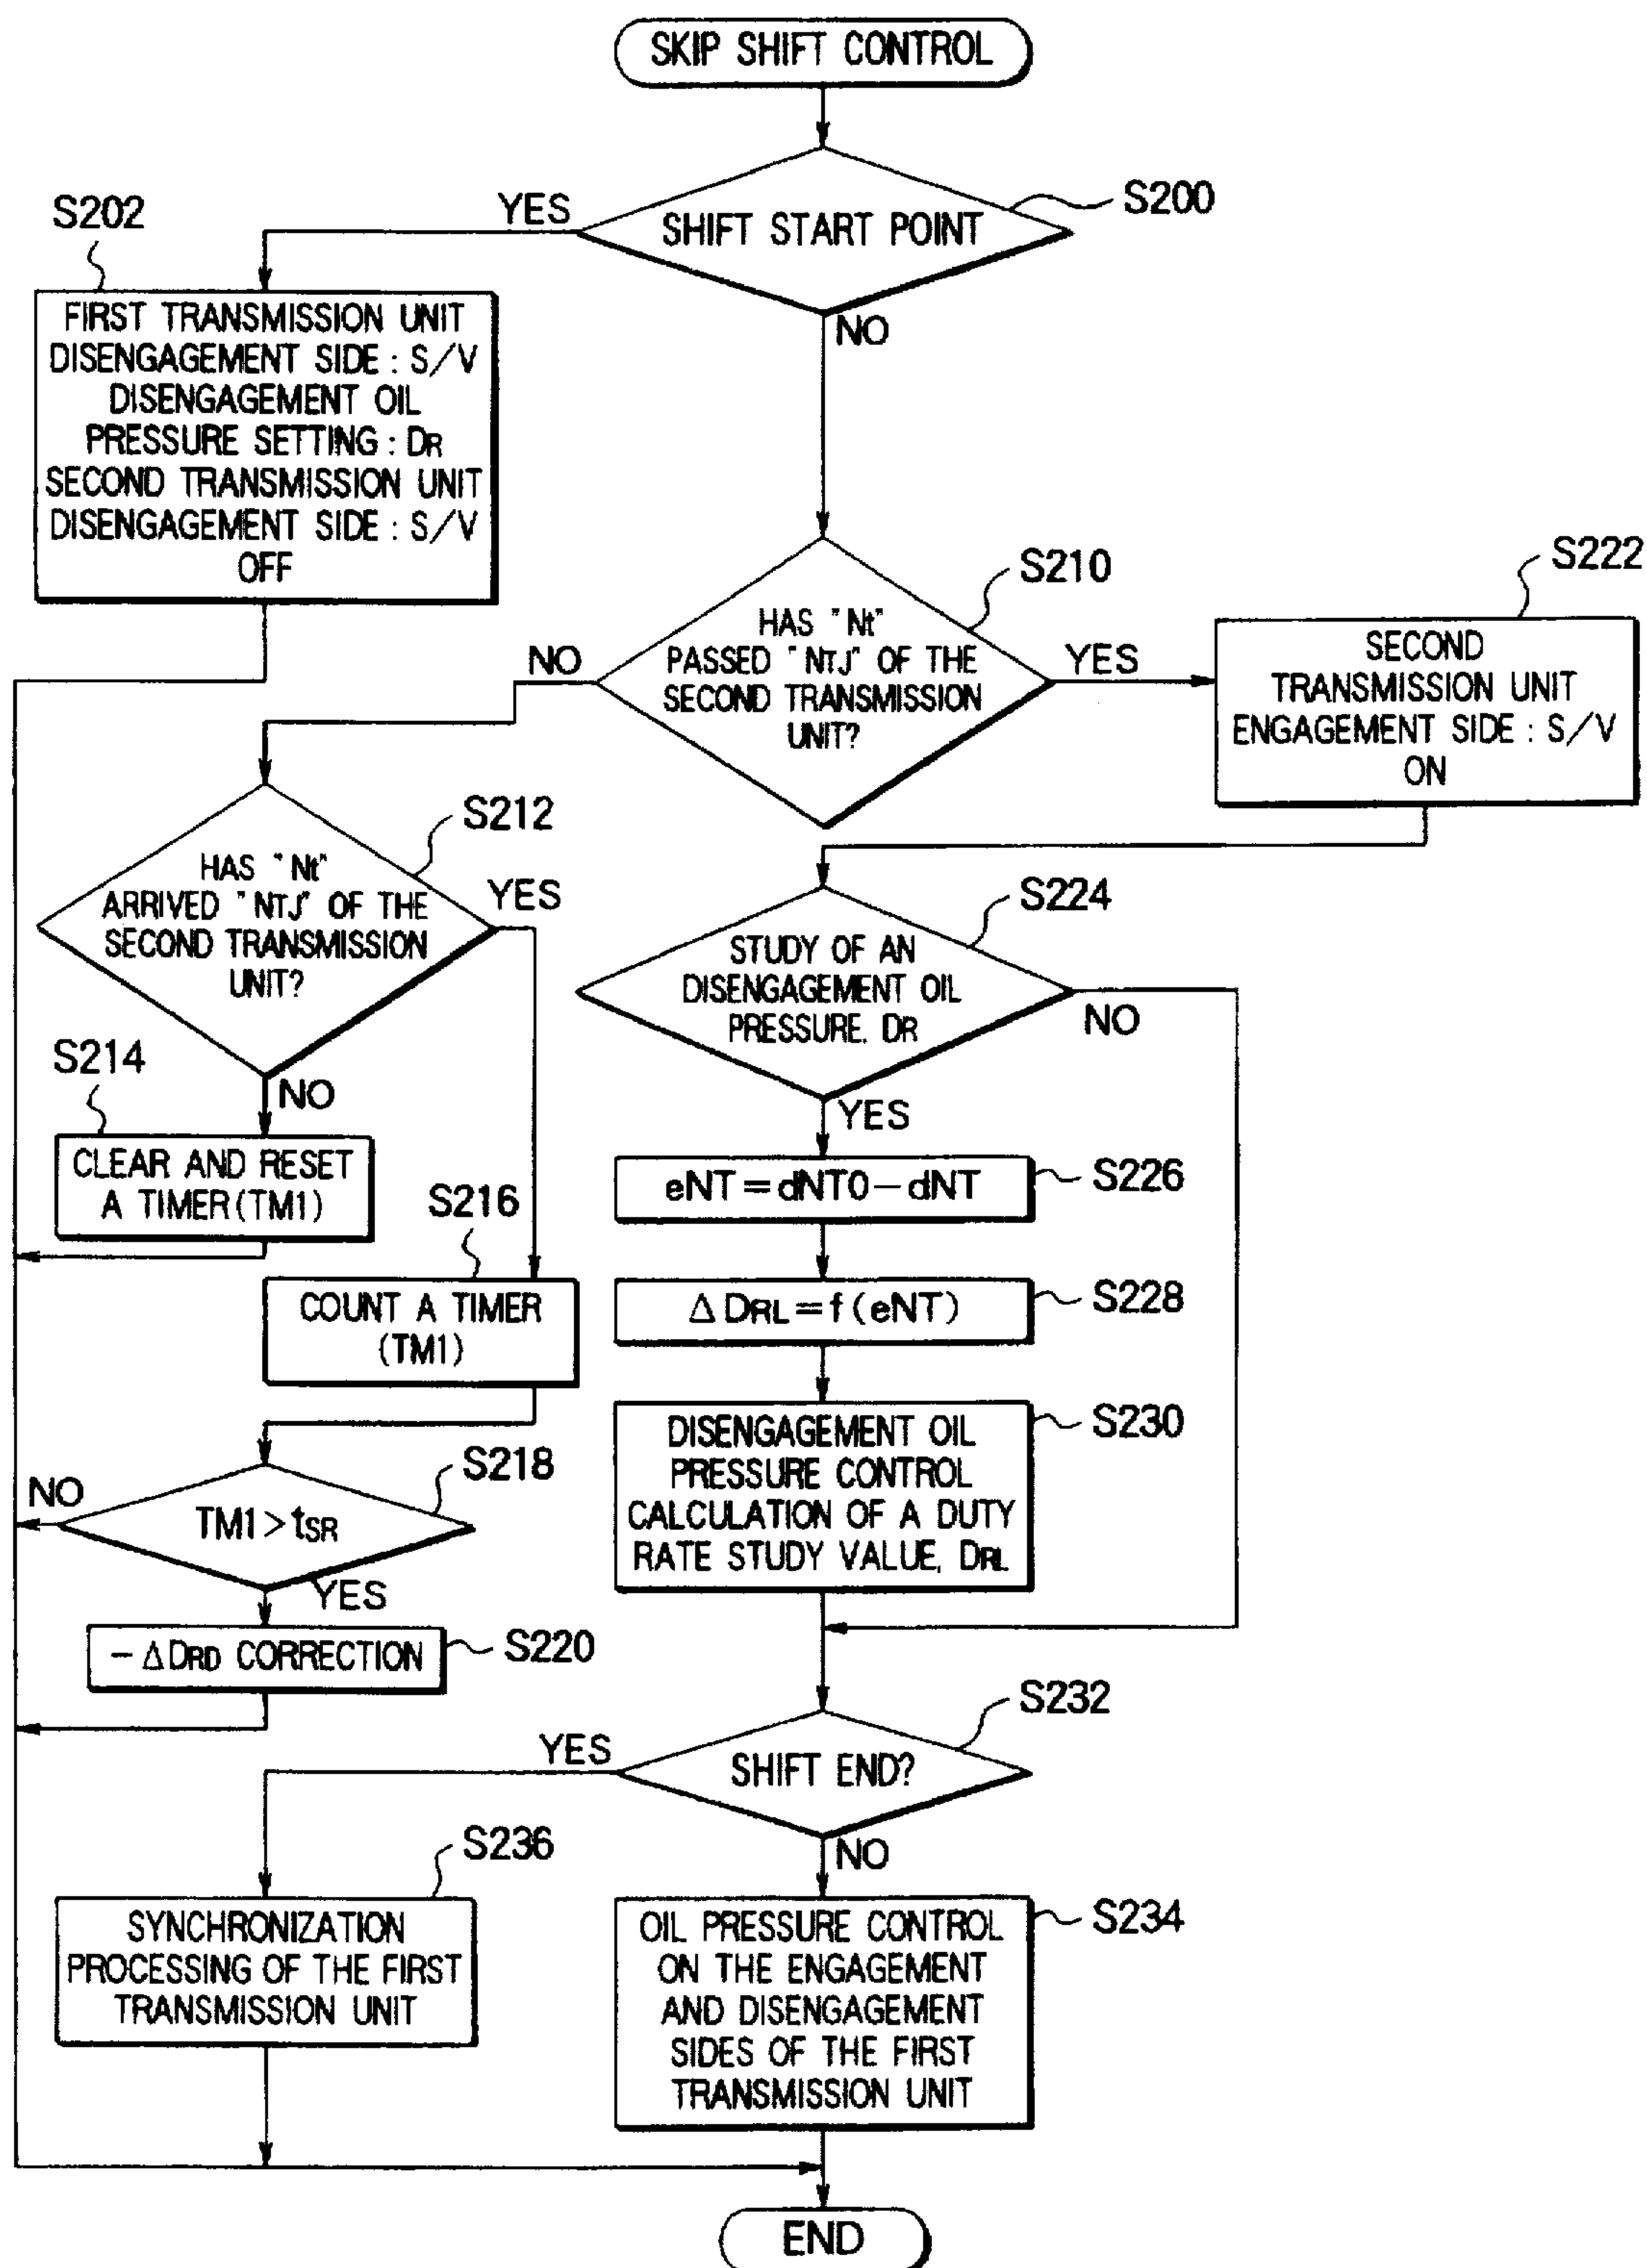 SKIP SHIFT CONTROL
S200
SHIFT START POINT
YES
NO
S202
FIRST TRANSMISSION UNIT
DISENGAGEMENT SIDE : S/V
DISENGAGEMENT OIL
PRESSURE SETTING : DR
SECOND TRANSMISSION UNIT
DISENGAGEMENT SIDE : S/V
OFF
S210
HAS "Nt"
PASSED "NTJ" OF THE
SECOND TRANSMISSION
UNIT?
NO
YES
S222
SECOND
TRANSMISSION UNIT
ENGAGEMENT SIDE : S/V
ON
S212
HAS "Nt"
ARRIVED "NTJ" OF THE
SECOND TRANSMISSION
UNIT?
YES
NO
S214
CLEAR AND RESET
A TIMER (TM1)
S216
COUNT A TIMER
(TM1)
S218
TM1 > tSR
NO
YES
S220
- ΔDRD CORRECTION
S224
STUDY OF AN
DISENGAGEMENT OIL
PRESSURE, DR
NO
YES
S226
eNT = dNT0 - dNT
S228
Δ DRL = f (eNT)
S230
DISENGAGEMENT OIL
PRESSURE CONTROL
CALCULATION OF A DUTY
RATE STUDY VALUE, DRL
S232
SHIFT END?
YES
NO
S236
SYNCHRONIZATION
PROCESSING OF THE FIRST
TRANSMISSION UNIT
S234
OIL PRESSURE CONTROL
ON THE ENGAGEMENT
AND DISENGAGEMENT
SIDES OF THE FIRST
TRANSMISSION UNIT
END